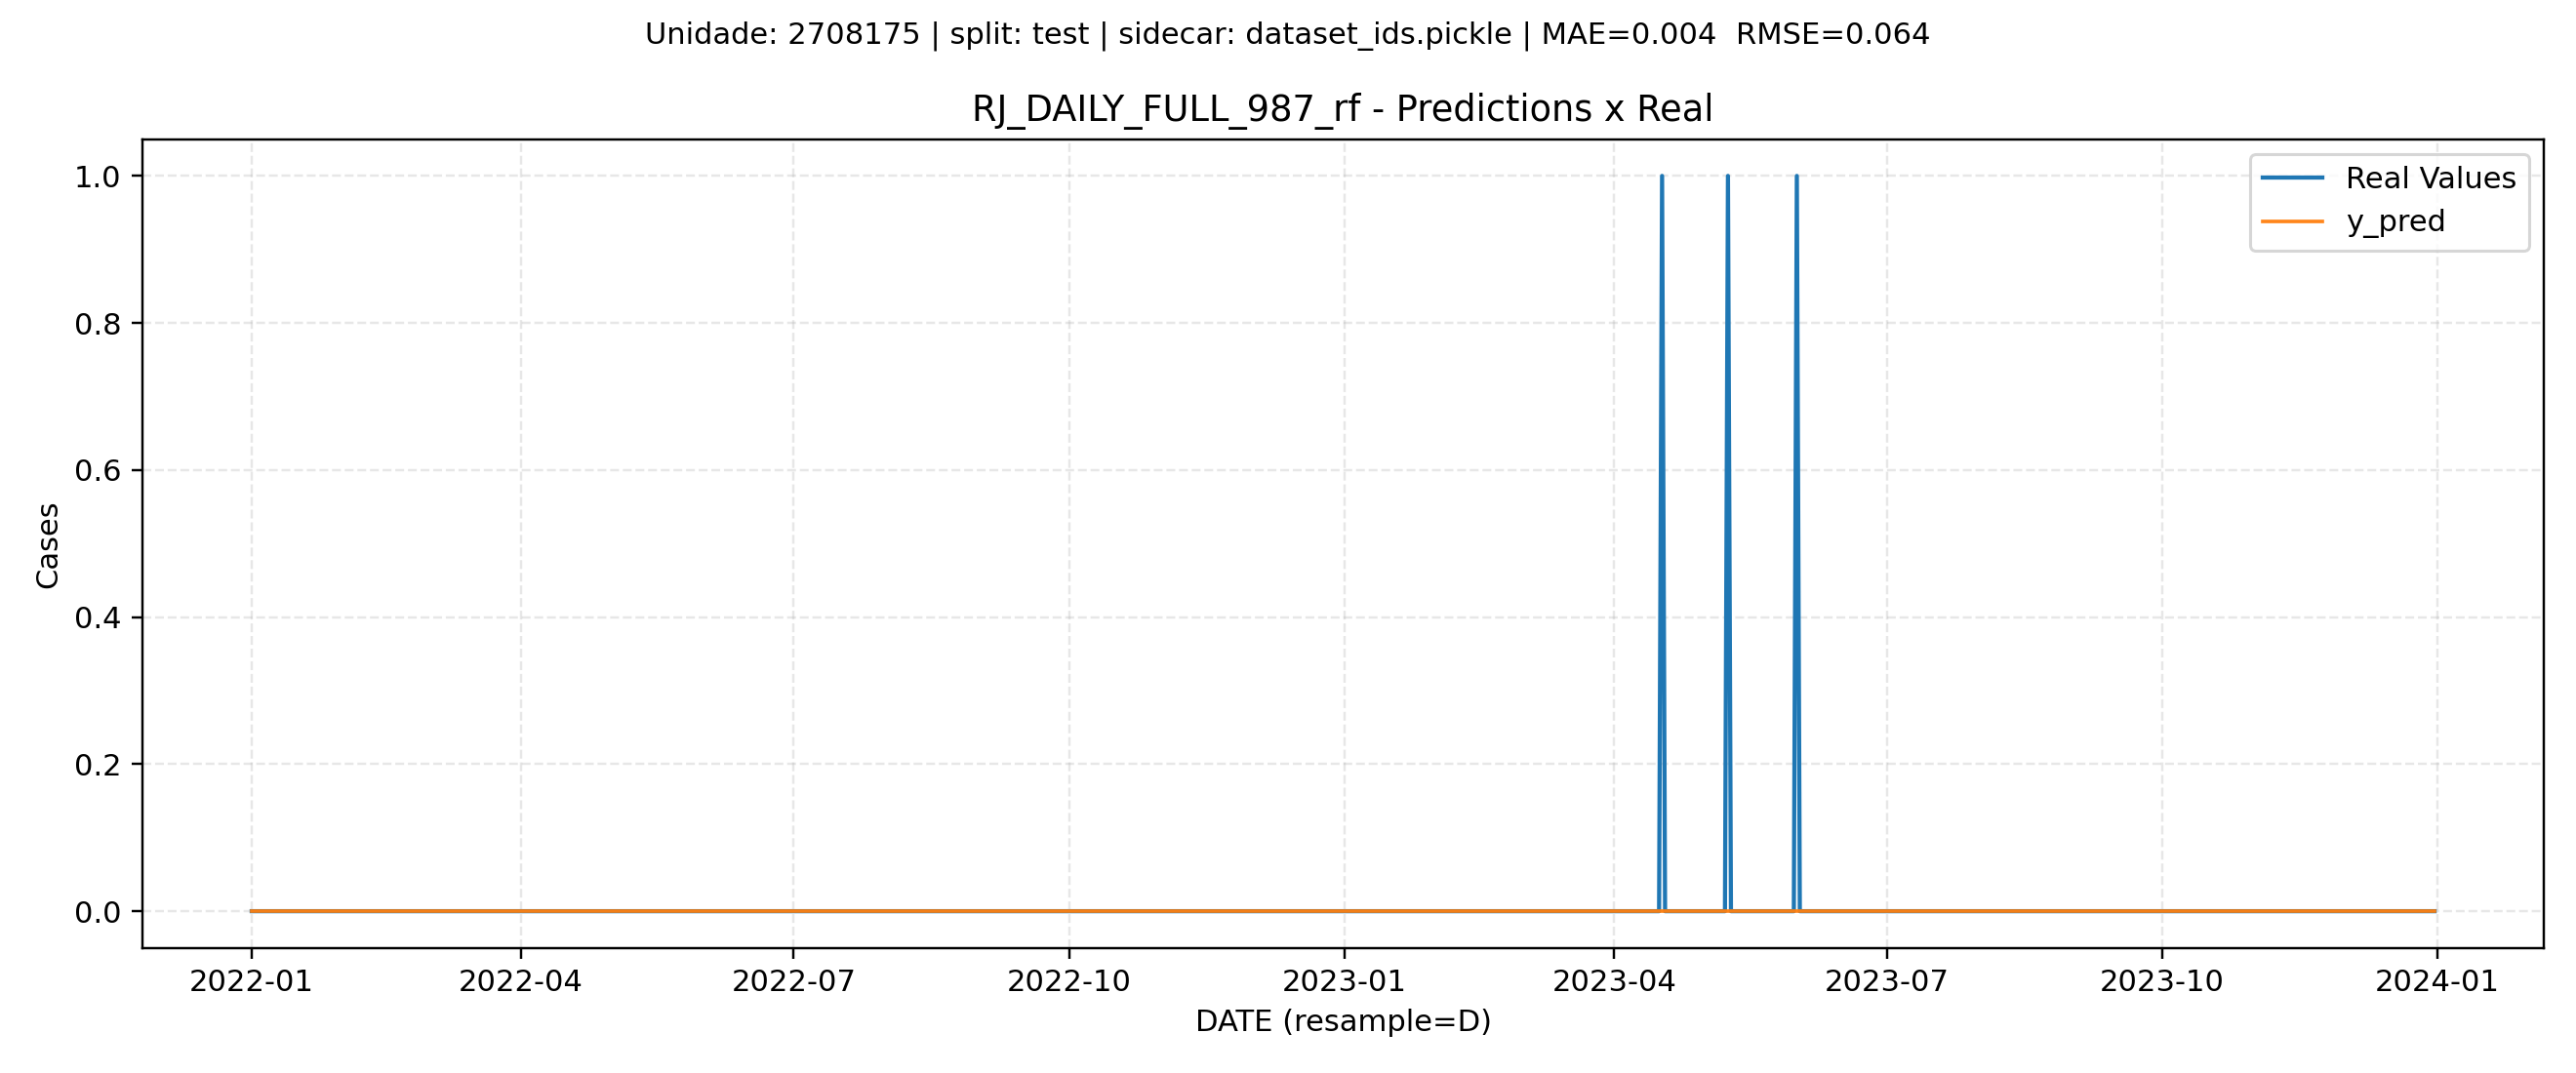 Unidade: 2708175 | split: test | sidecar: dataset_ids.pickle | MAE=0.004  RMSE=0.064
RJ_DAILY_FULL_987_rf - Predictions x Real
Real Values
y_pred
1.0
0.8
0.6
0.4
0.2
0.0
Cases
2022-01
2022-04
2022-07
2022-10
2023-01
2023-04
2023-07
2023-10
2024-01
DATE (resample=D)